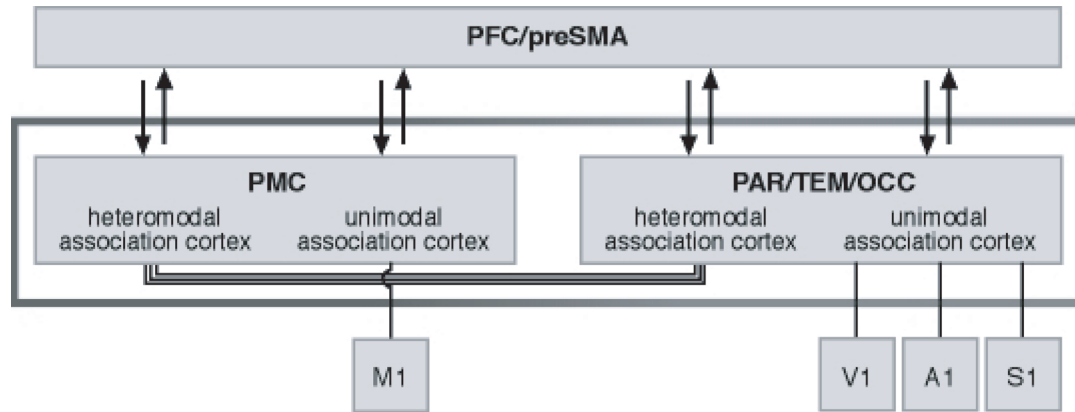 PFC/preSMA
PMC
heteromodal
association cortex
unimodal
association cortex
PAR/TEM/OCC
heteromodal
association cortex
unimodal
association cortex
M1
V1
A1
S1